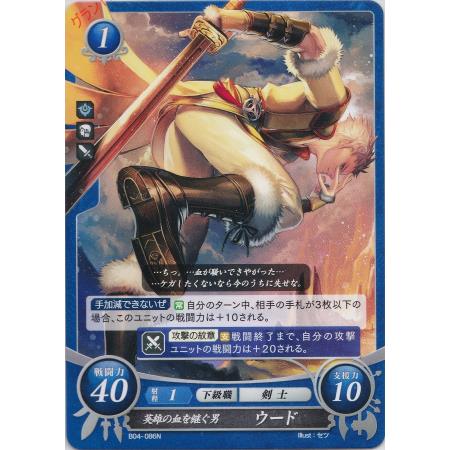 グラン
1
…ちっ。…血が騒いできやがった…
…ケガしたくないなら今のうちに失せな。
手加減できないぜ 常 自分のターン中、相手の手札が3枚以下の
場合、このユニットの戦闘力は+10される。
攻撃の紋章 支 戦闘終了まで、自分の攻撃
ユニットの戦闘力は+20される。
戦闘力
40
射程 1 下級職 剣士
支援力
10
英雄の血を継ぐ男 ウード
B04-086N
Illust:セツ